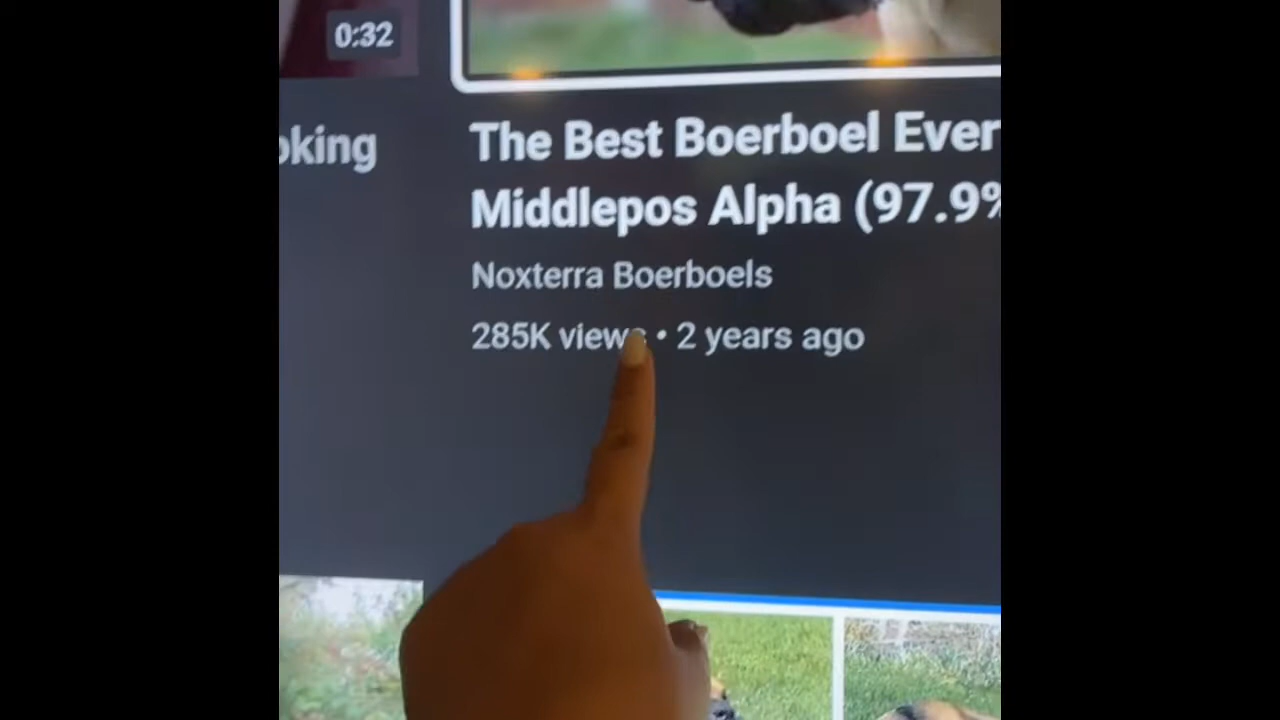 0:32
oking
The Best Boerboel Ever
Middlepos Alpha (97.9%
Noxterra Boerboels
285K views • 2 years ago